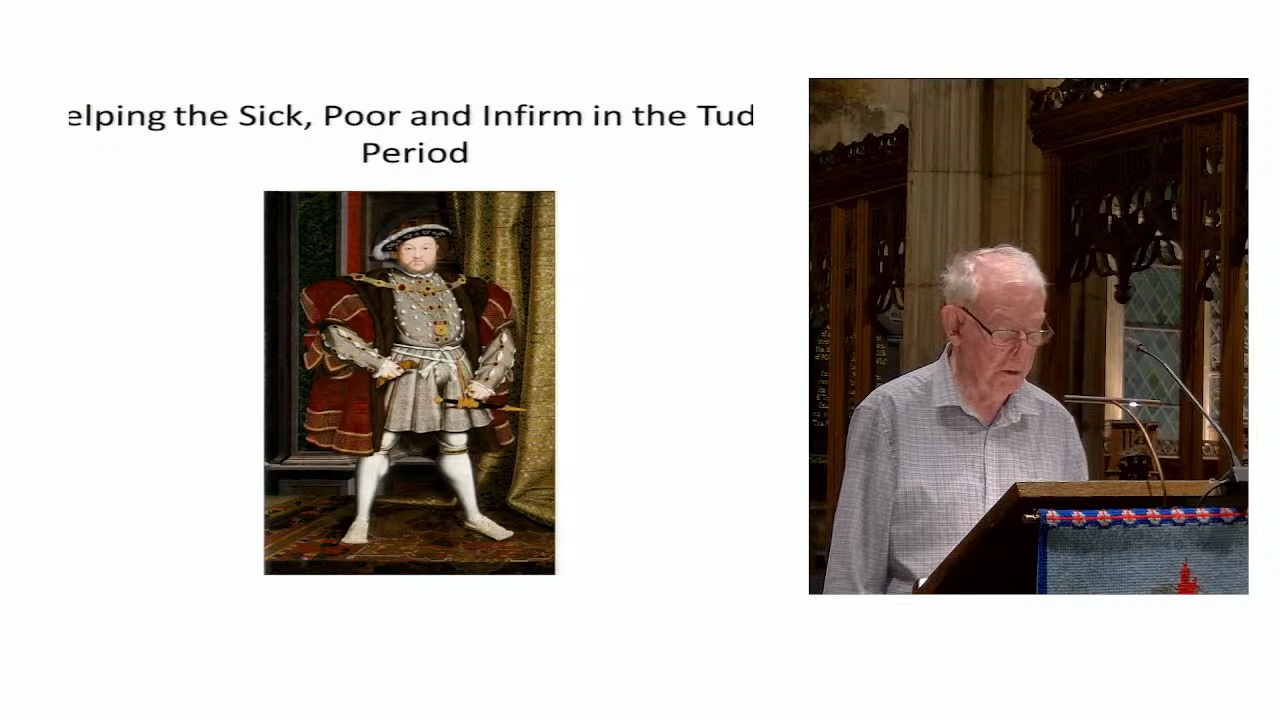 elping the Sick, Poor and Infirm in the Tud
Period